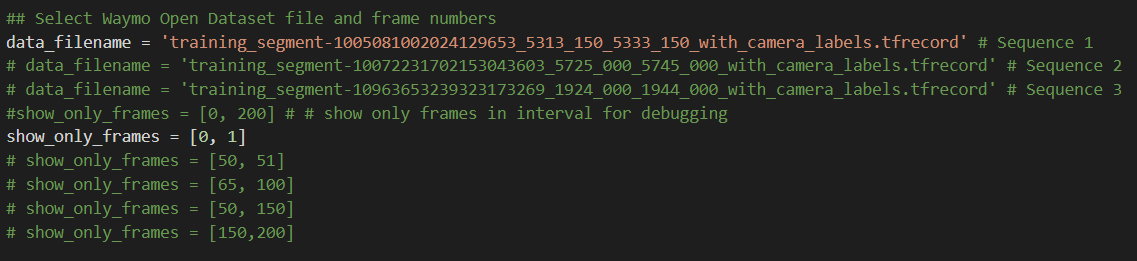 ## Select Waymo Open Dataset file and frame numbers
data_filename = 'training_segment-1005081002024129653_5313_150_5333_150_with_camera_labels.tfrecord' # Sequence 1
# data_filename = 'training_segment-10072231702153043603_5725_000_5745_000_with_camera_labels.tfrecord' # Sequence 2
# data_filename = 'training_segment-10963653239323173269_1924_000_1944_000_with_camera_labels.tfrecord' # Sequence 3
#show_only_frames = [0, 200] # # show only frames in interval for debugging
show_only_frames = [0, 1]
# show_only_frames = [50, 51]
# show_only_frames = [65, 100]
# show_only_frames = [50, 150]
# show_only_frames = [150,200]